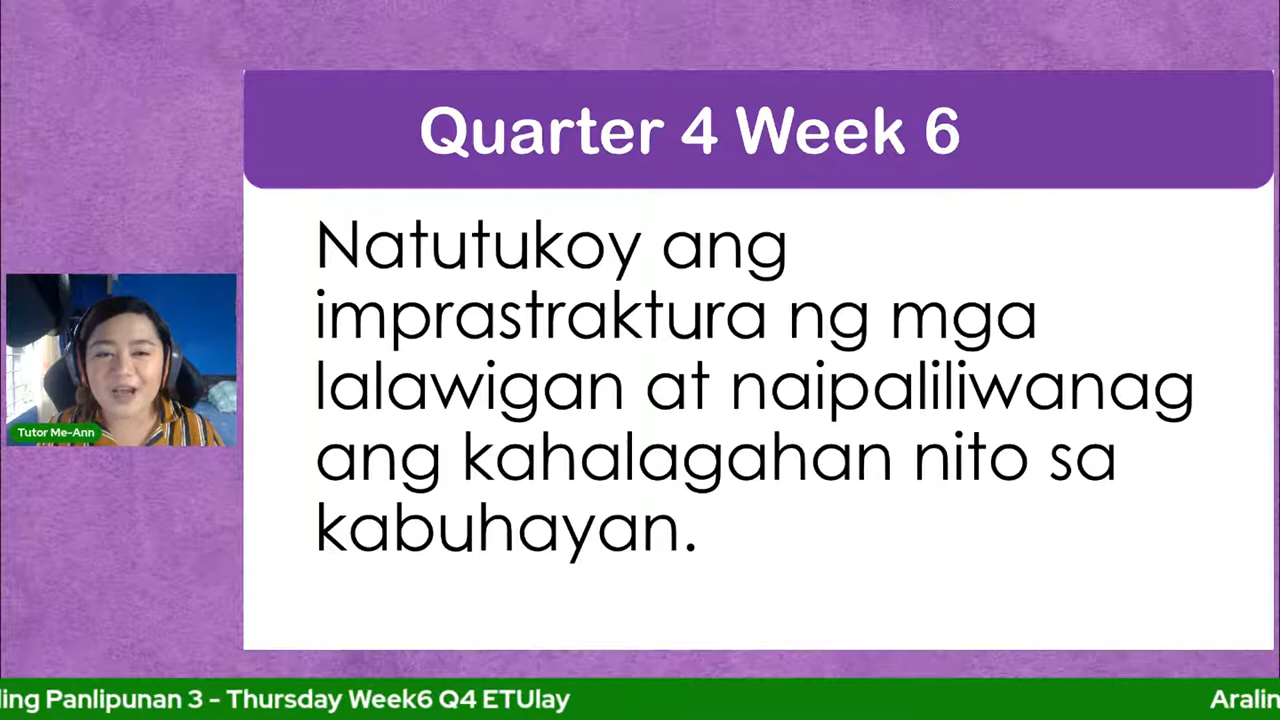 Quarter 4 Week 6
Natutukoy ang
imprastraktura ng mga
lalawigan at naipaliliwanag
ang kahalagahan nito sa
kabuhayan.
Tutor Me-Ann
ling Panlipunan 3 - Thursday Week6 Q4 ETUlay
Aralin